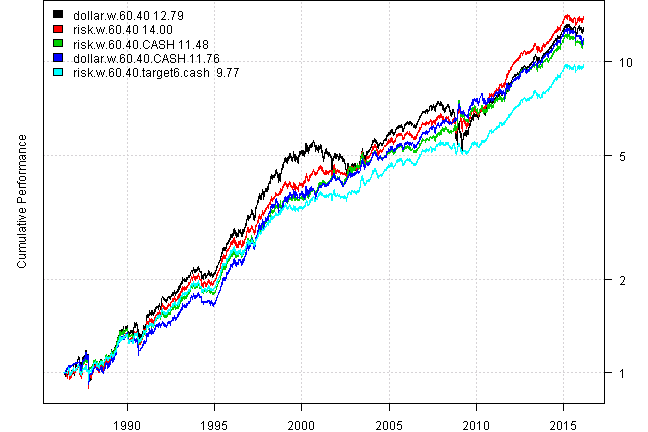 dollar.w.60.40 12.79
risk.w.60.40 14.00
risk.w.60.40.CASH 11.48
dollar.w.60.40.CASH 11.76
risk.w.60.40.target6.cash 9.77
Cumulative Performance
10
5
2
1
1990 1995 2000 2005 2010 2015